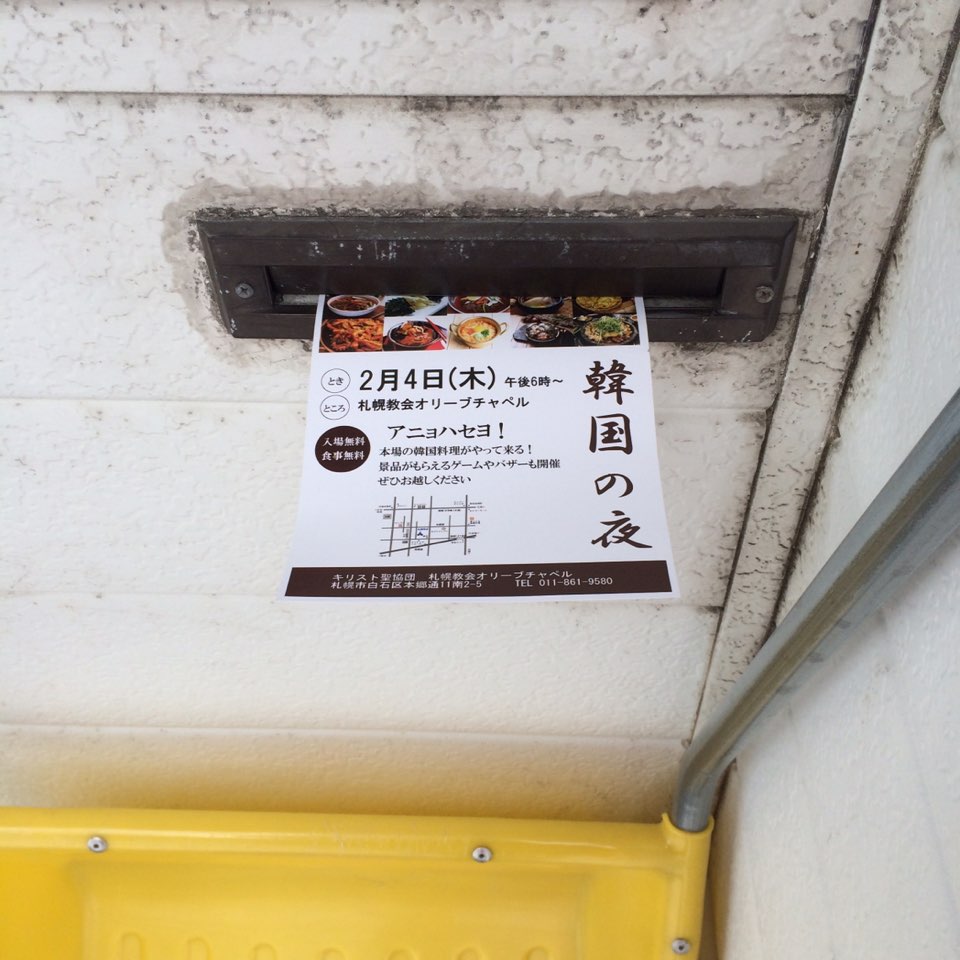 韓国の夜
とき 2月4日(木) 午後6時～
ところ 札幌教会オリーブチャペル
入場無料
食事無料
アニョハセヨ！
本場の韓国料理がやって来る！
景品がもらえるゲームやバザーも開催
ぜひお越しください
キリスト聖協団 札幌教会オリーブチャペル
札幌市白石区本郷通11南2-5 TEL 011-861-9580